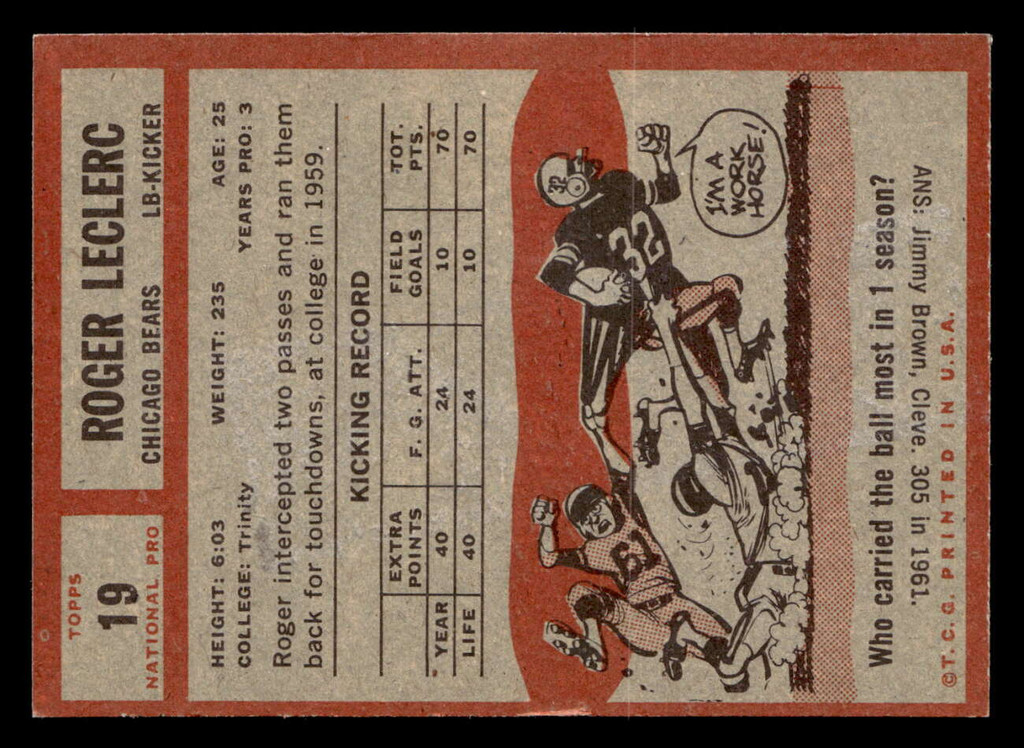 TOPPS
19
NATIONAL PRO
ROGER LECLERC
CHICAGO BEARS LB-KICKER
HEIGHT: 6:03 WEIGHT: 235 AGE: 25
COLLEGE: Trinity YEARS PRO: 3
Roger intercepted two passes and ran them
back for touchdowns, at college in 1959.
KICKING RECORD
EXTRA POINTS F. G. ATT. FIELD GOALS TOT. PTS.
YEAR 40 24 10 70
LIFE 40 24 10 70
32
32
61
I'M A
WORK
HORSE!
Who carried the ball most in 1 season?
ANS: Jimmy Brown, Cleve. 305 in 1961.
©T.C.G. PRINTED IN U.S.A.